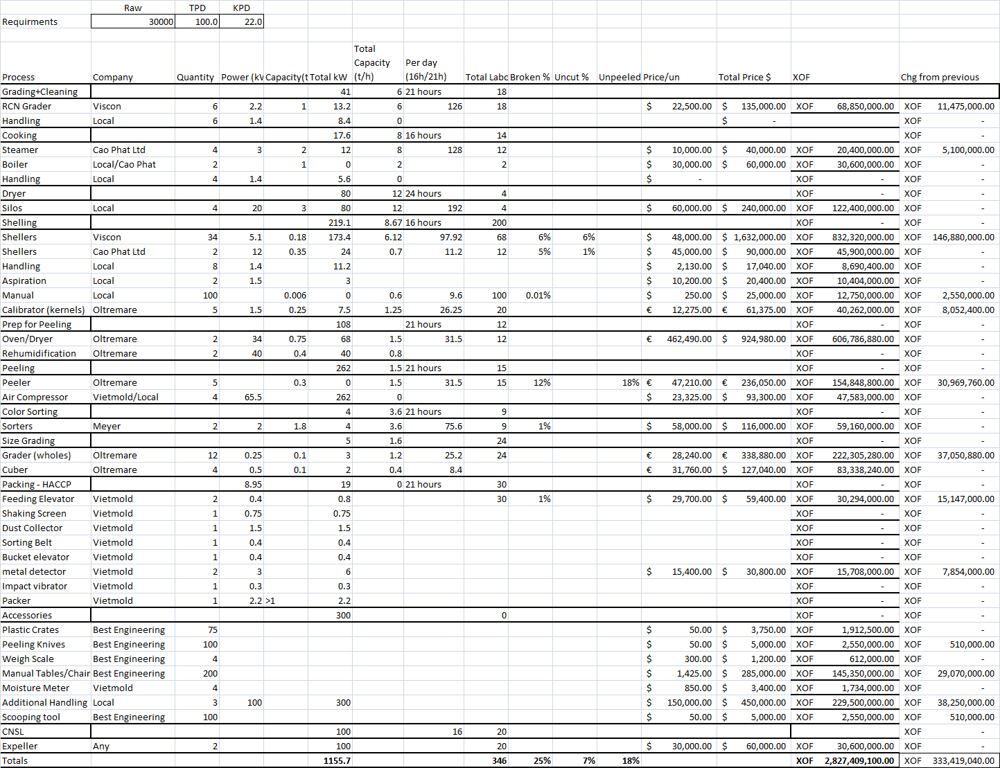 Raw TPD KPD
Requirments 30000 100.0 22.0
Total
Capacity Per day
Process Company Quantity Power (kV Capacity(t Total kW (t/h) (16h/21h) Total Labc Broken % Uncut % Unpeeled Price/un Total Price $ XOF Chg from previous
Grading+Cleaning 41 6 21 hours 18
RCN Grader Viscon 6 2.2 1 13.2 6 126 18 $ 22,500.00 $ 135,000.00 XOF 68,850,000.00 XOF 11,475,000.00
Handling Local 6 1.4 8.4 0 $ - XOF -
Cooking 17.6 8 16 hours 14 XOF -
Steamer Cao Phat Ltd 4 3 2 12 8 128 12 $ 10,000.00 $ 40,000.00 XOF 20,400,000.00 XOF 5,100,000.00
Boiler Local/Cao Phat 2 1 0 2 2 $ 30,000.00 $ 60,000.00 XOF 30,600,000.00 XOF -
Handling Local 4 1.4 5.6 0 $ - XOF - XOF -
Dryer 80 12 24 hours 4 XOF - XOF -
Silos Local 4 20 3 80 12 192 4 $ 60,000.00 $ 240,000.00 XOF 122,400,000.00 XOF -
Shelling 219.1 8.67 16 hours 200 XOF - XOF -
Shellers Viscon 34 5.1 0.18 173.4 6.12 97.92 68 6% 6% $ 48,000.00 $ 1,632,000.00 XOF 832,320,000.00 XOF 146,880,000.00
Shellers Cao Phat Ltd 2 12 0.35 24 0.7 11.2 12 5% 1% $ 45,000.00 $ 90,000.00 XOF 45,900,000.00 XOF -
Handling Local 8 1.4 11.2 $ 2,130.00 $ 17,040.00 XOF 8,690,400.00 XOF -
Aspiration Local 2 1.5 3 $ 10,200.00 $ 20,400.00 XOF 10,404,000.00 XOF -
Manual Local 100 0.006 0 0.6 9.6 100 0.01% $ 250.00 $ 25,000.00 XOF 12,750,000.00 XOF 2,550,000.00
Calibrator (kernels) Oltremare 5 1.5 0.25 7.5 1.25 26.25 20 € 12,275.00 € 61,375.00 XOF 40,262,000.00 XOF 8,052,400.00
Prep for Peeling 108 21 hours 12 XOF - XOF -
Oven/Dryer Oltremare 2 34 0.75 68 1.5 31.5 12 € 462,490.00 $ 924,980.00 XOF 606,786,880.00 XOF -
Rehumidification Oltremare 2 40 0.4 40 0.8 XOF - XOF -
Peeling 262 1.5 21 hours 15 XOF - XOF -
Peeler Oltremare 5 0.3 0 1.5 31.5 15 12% 18% € 47,210.00 € 236,050.00 XOF 154,848,800.00 XOF 30,969,760.00
Air Compressor Vietmold/Local 4 65.5 262 0 $ 23,325.00 $ 93,300.00 XOF 47,583,000.00 XOF -
Color Sorting 4 3.6 21 hours 9 XOF - XOF -
Sorters Meyer 2 2 1.8 4 3.6 75.6 9 1% $ 58,000.00 $ 116,000.00 XOF 59,160,000.00 XOF -
Size Grading 5 1.6 24 XOF - XOF -
Grader (wholes) Oltremare 12 0.25 0.1 3 1.2 25.2 24 € 28,240.00 € 338,880.00 XOF 222,305,280.00 XOF 37,050,880.00
Cuber Oltremare 4 0.5 0.1 2 0.4 8.4 € 31,760.00 $ 127,040.00 XOF 83,338,240.00 XOF -
Packing - HACCP 8.95 19 0 21 hours 30 XOF - XOF -
Feeding Elevator Vietmold 2 0.4 0.8 30 1% $ 29,700.00 $ 59,400.00 XOF 30,294,000.00 XOF 15,147,000.00
Shaking Screen Vietmold 1 0.75 0.75 XOF - XOF -
Dust Collector Vietmold 1 1.5 1.5 XOF - XOF -
Sorting Belt Vietmold 1 0.4 0.4 XOF - XOF -
Bucket elevator Vietmold 1 0.4 0.4 XOF - XOF -
metal detector Vietmold 2 3 6 $ 15,400.00 $ 30,800.00 XOF 15,708,000.00 XOF 7,854,000.00
Impact vibrator Vietmold 1 0.3 0.3 XOF - XOF -
Packer Vietmold 1 2.2 >1 2.2 XOF - XOF -
Accessories 300 0 XOF - XOF -
Plastic Crates Best Engineering 75 $ 50.00 $ 3,750.00 XOF 1,912,500.00 XOF -
Peeling Knives Best Engineering 100 $ 50.00 $ 5,000.00 XOF 2,550,000.00 XOF 510,000.00
Weigh Scale Best Engineering 4 $ 300.00 $ 1,200.00 XOF 612,000.00 XOF -
Manual Tables/Chair Best Engineering 200 $ 1,425.00 $ 285,000.00 XOF 145,350,000.00 XOF 29,070,000.00
Moisture Meter Vietmold 4 $ 850.00 $ 3,400.00 XOF 1,734,000.00 XOF -
Additional Handling Local 3 100 300 $ 150,000.00 $ 450,000.00 XOF 229,500,000.00 XOF 38,250,000.00
Scooping tool Best Engineering 100 $ 50.00 $ 5,000.00 XOF 2,550,000.00 XOF 510,000.00
CNSL 100 16 20 XOF -
Expeller Any 2 100 20 $ 30,000.00 $ 60,000.00 XOF 30,600,000.00 XOF -
Totals 1155.7 346 25% 7% 18% XOF 2,827,409,100.00 XOF 333,419,040.00